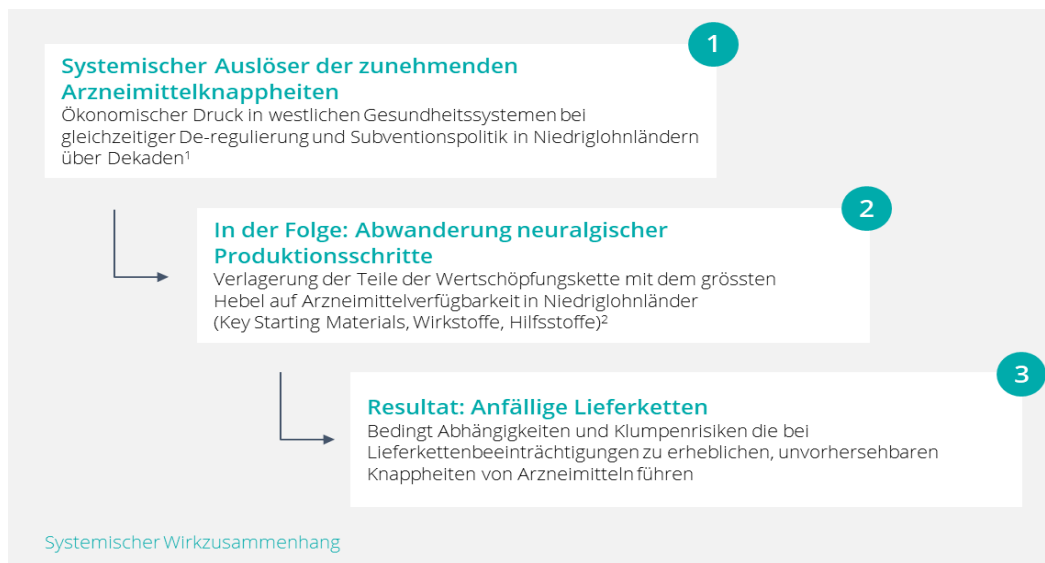 1
Systemischer Auslöser der zunehmenden
Arzneimittelknappheiten
Ökonomischer Druck in westlichen Gesundheitssystemen bei
gleichzeitiger De-regulierung und Subventionspolitik in Niedriglohnländern
über Dekaden¹
2
In der Folge: Abwanderung neuralgischer
Produktionsschritte
Verlagerung der Teile der Wertschöpfungskette mit dem grössten
Hebel auf Arzneimittelverfügbarkeit in Niedriglohnländer
(Key Starting Materials, Wirkstoffe, Hilfsstoffe)²
3
Resultat: Anfällige Lieferketten
Bedingt Abhängigkeiten und Klumpenrisiken die bei
Lieferkettenbeeinträchtigungen zu erheblichen, unvorhersehbaren
Knappheiten von Arzneimitteln führen
Systemischer Wirkzusammenhang